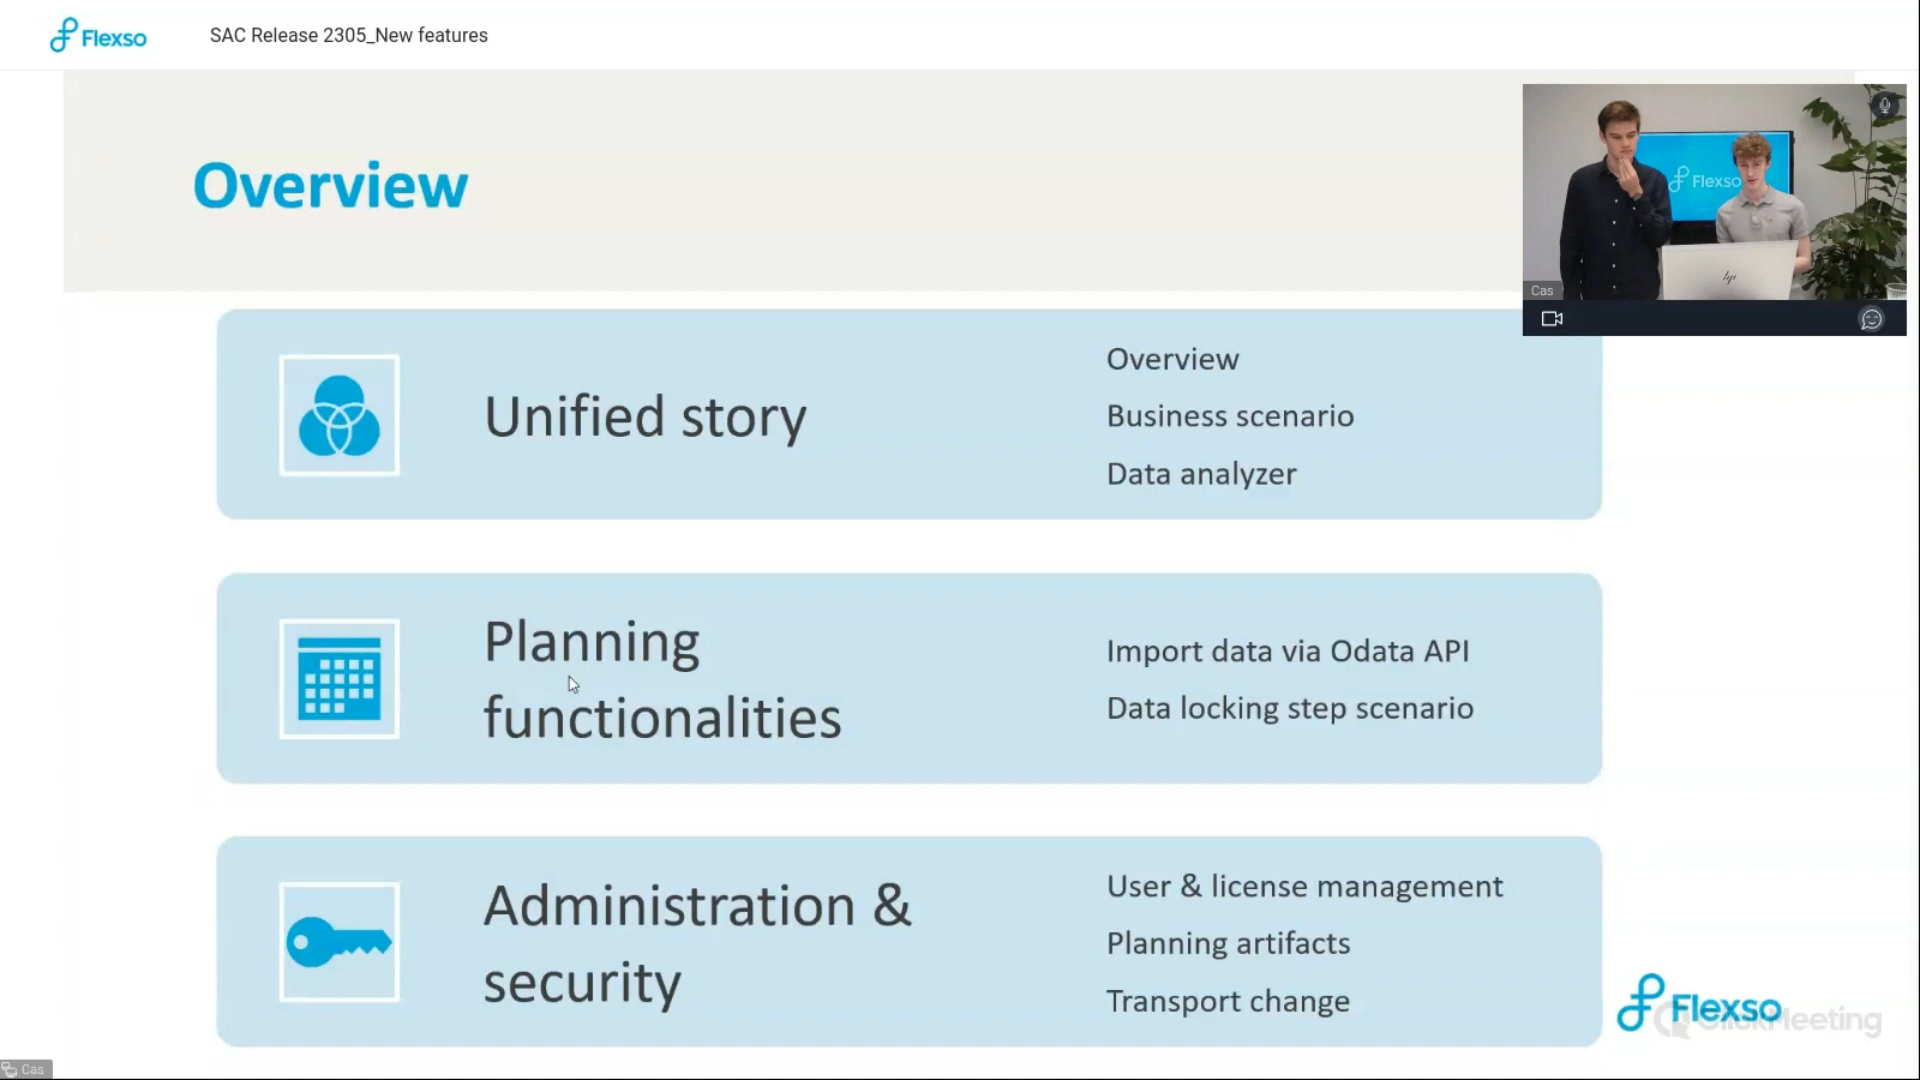 Flexso
SAC Release 2305_New features
Overview
Flexso
Cas
Unified story
Overview
Business scenario
Data analyzer
Planning
functionalities
Import data via Odata API
Data locking step scenario
Administration &
security
User & license management
Planning artifacts
Transport change
Flexso
ClickMeeting
Cas